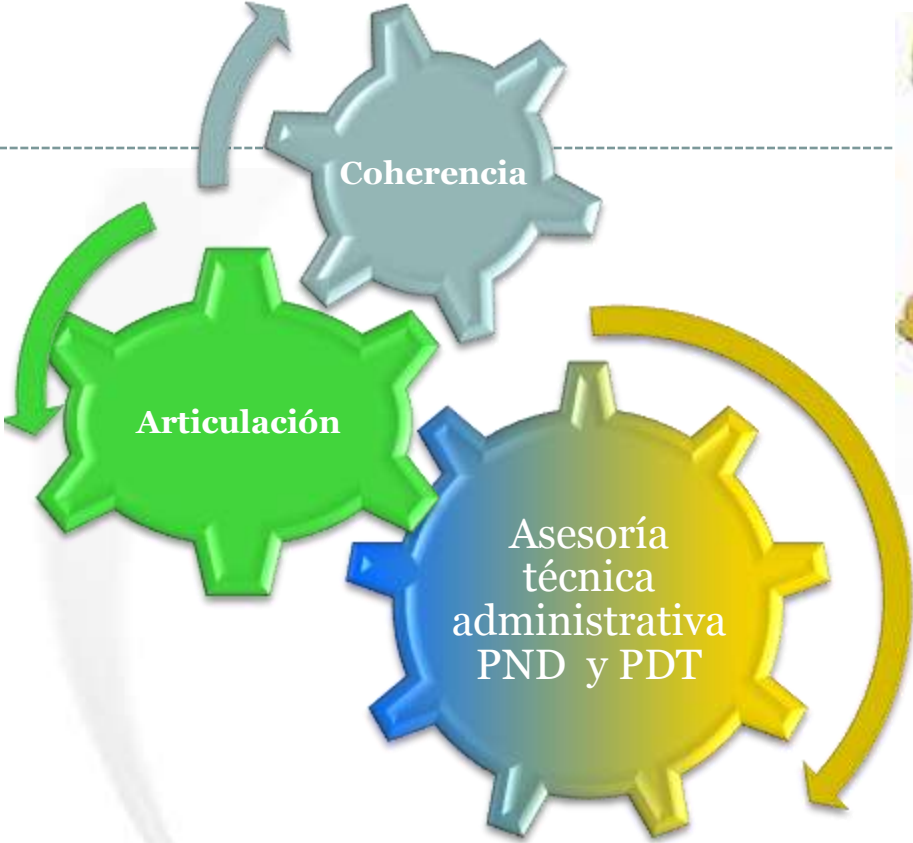 Coherencia
Articulación
Asesoría
técnica
administrativa
PND y PDT